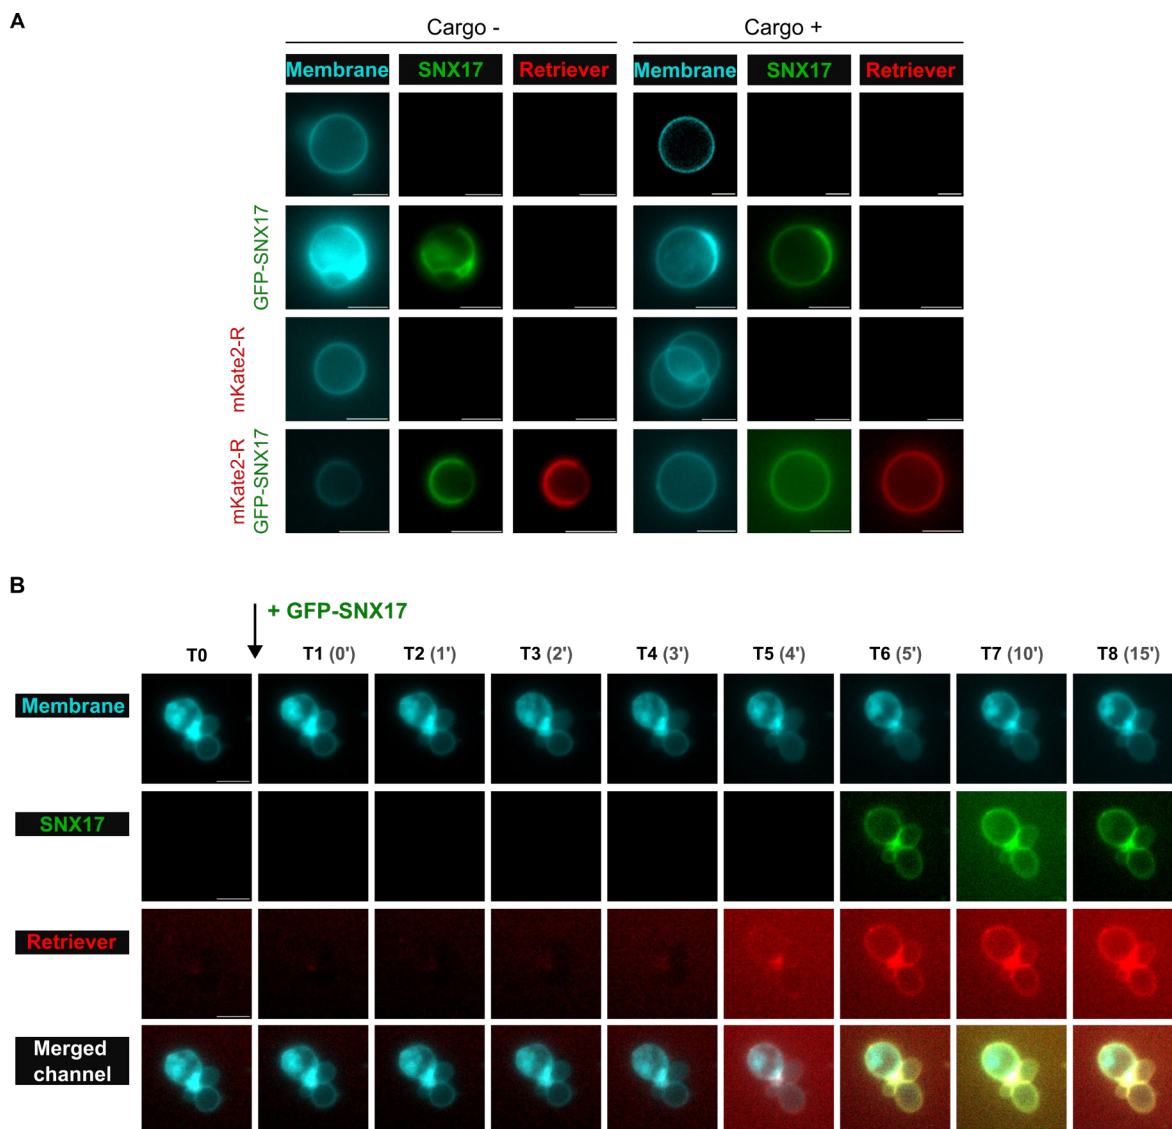 A
Cargo -
Cargo +
Membrane
SNX17
Retriever
Membrane
SNX17
Retriever
GFP-SNX17
mKate2-R
mKate2-R
GFP-SNX17
B
+ GFP-SNX17
T0
T1 (0')
T2 (1')
T3 (2')
T4 (3')
T5 (4')
T6 (5')
T7 (10')
T8 (15')
Membrane
SNX17
Retriever
Merged
channel